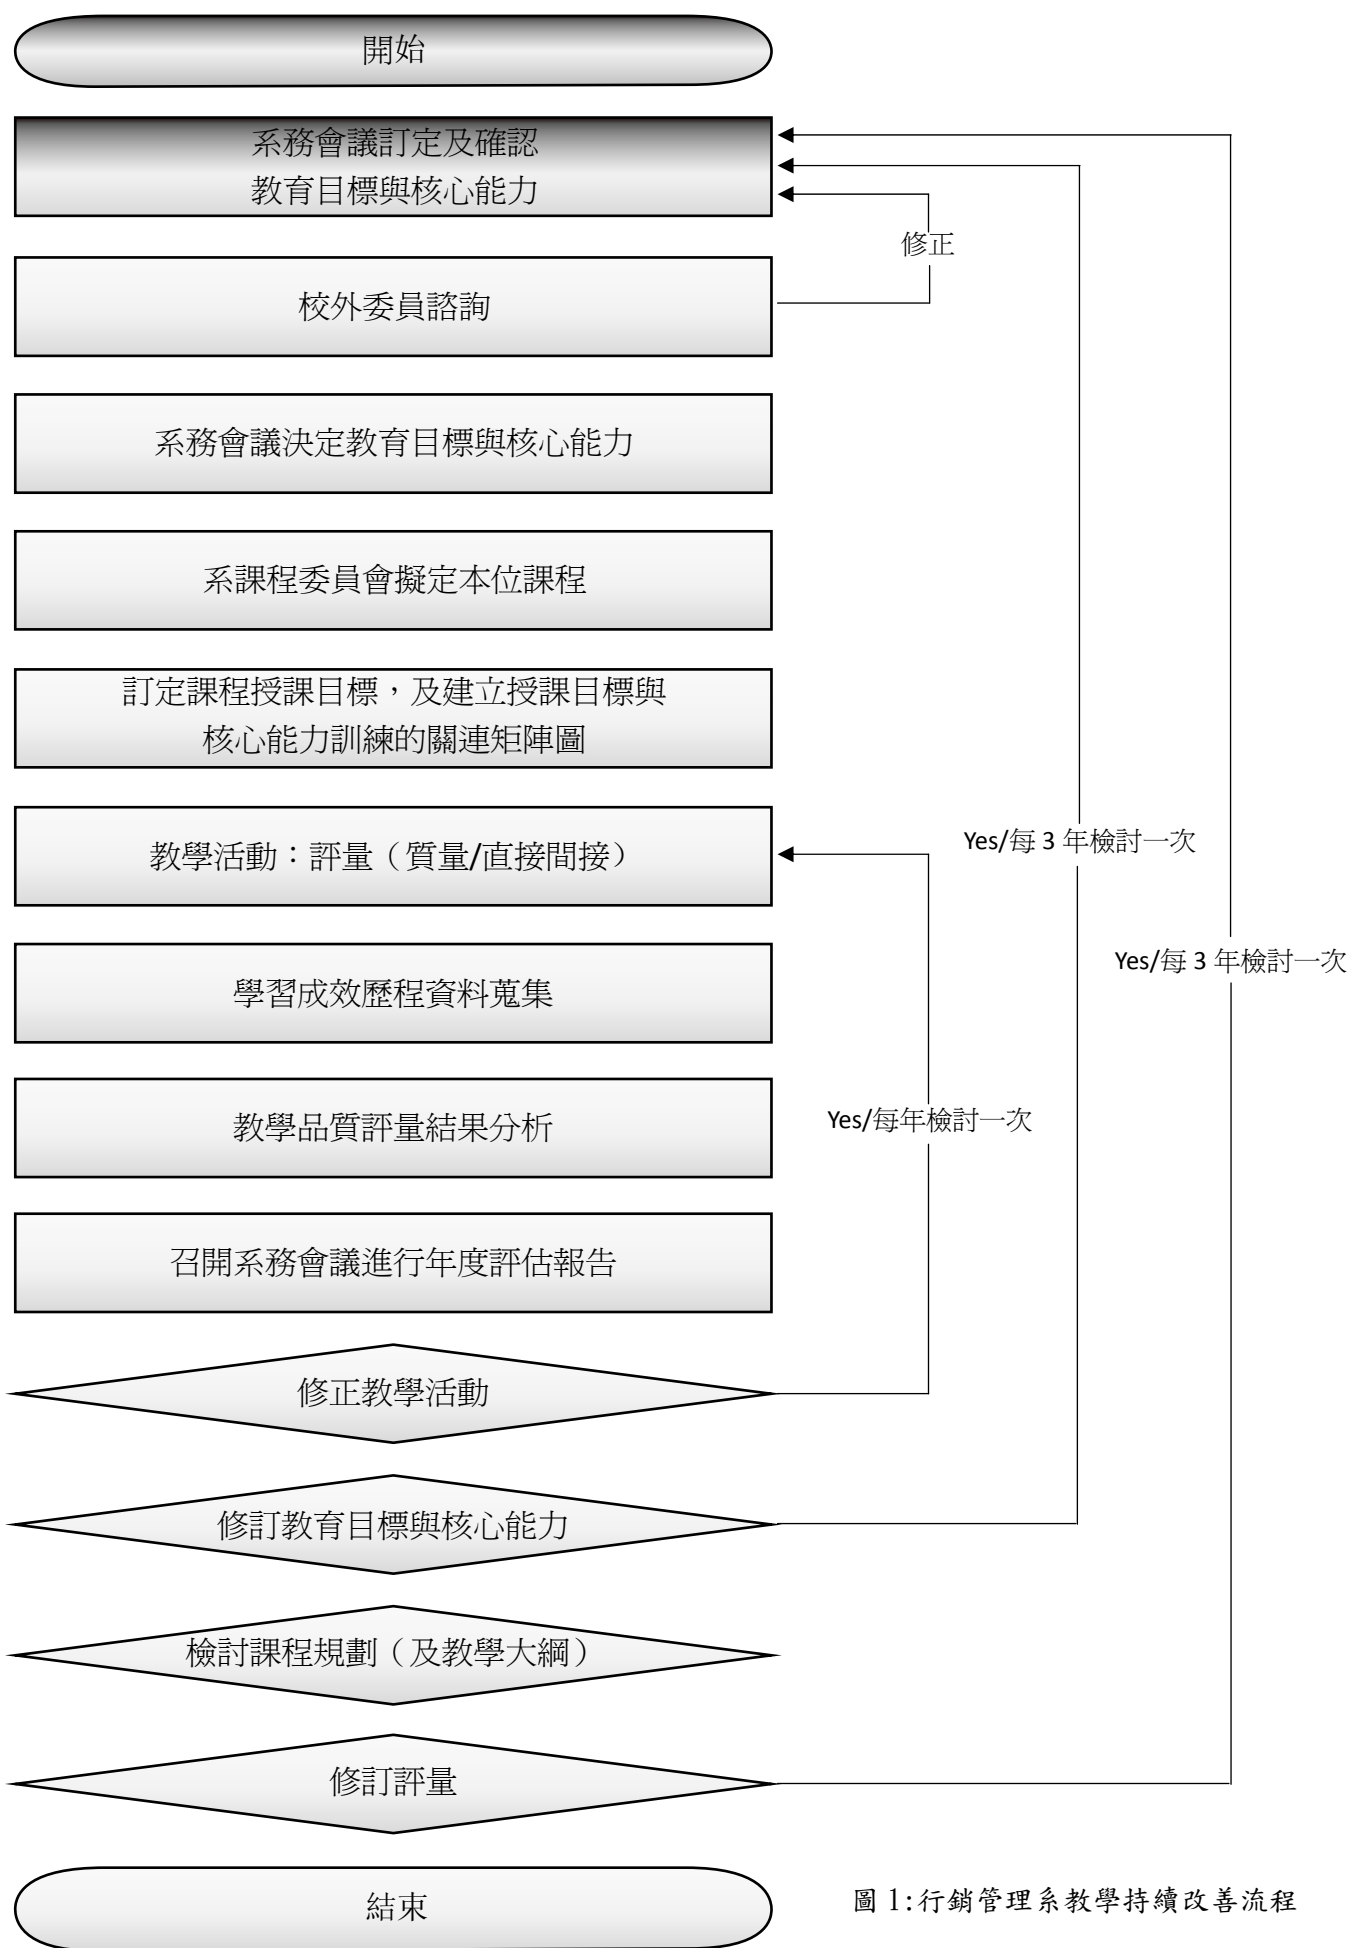 開始
系務會議訂定及確認
教育目標與核心能力
修正
校外委員諮詢
系務會議決定教育目標與核心能力
系課程委員會擬定本位課程
訂定課程授課目標，及建立授課目標與
核心能力訓練的關連矩陣圖
Yes/每 3 年檢討一次
教學活動：評量（質量/直接間接）
Yes/每 3 年檢討一次
學習成效歷程資料蒐集
Yes/每年檢討一次
教學品質評量結果分析
召開系務會議進行年度評估報告
修正教學活動
修訂教育目標與核心能力
檢討課程規劃（及教學大綱）
修訂評量
結束
圖 1:行銷管理系教學持續改善流程